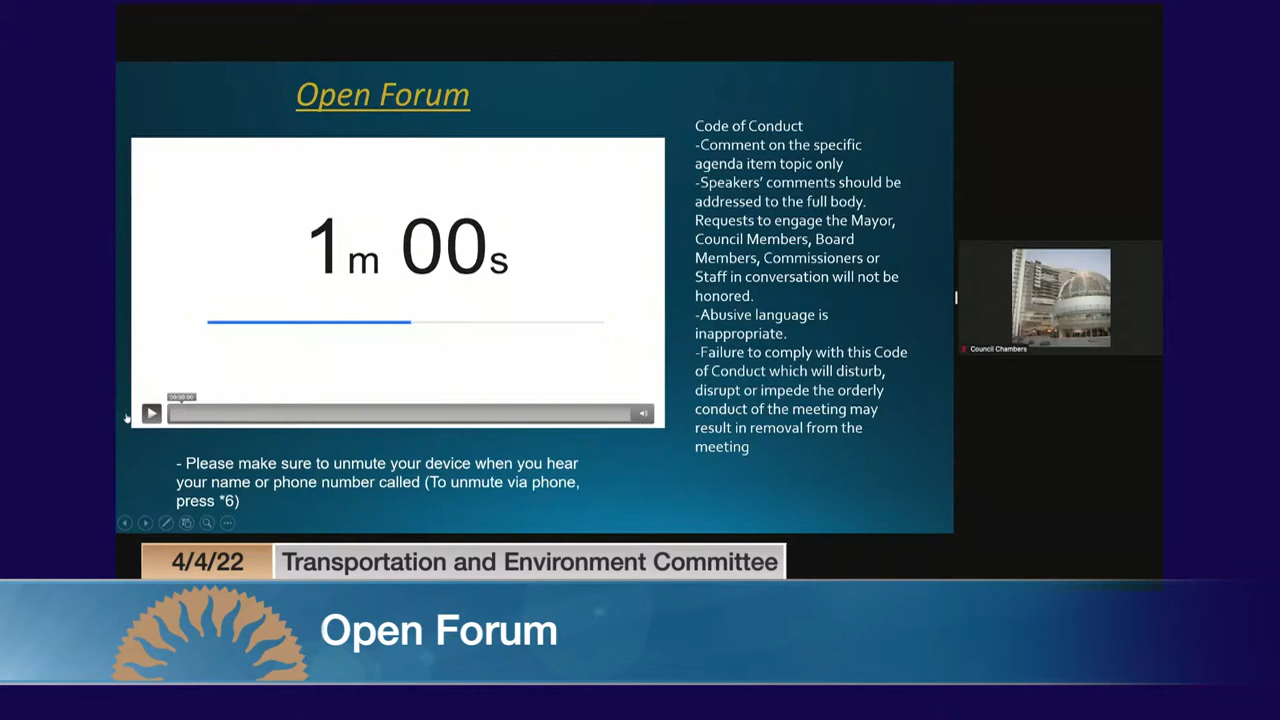 Open Forum
1m 00s
00:00.00
- Please make sure to unmute your device when you hear
your name or phone number called (To unmute via phone,
press *6)
Code of Conduct
-Comment on the specific
agenda item topic only
-Speakers’ comments should be
addressed to the full body.
Requests to engage the Mayor,
Council Members, Board
Members, Commissioners or
Staff in conversation will not be
honored.
-Abusive language is
inappropriate.
-Failure to comply with this Code
of Conduct which will disturb,
disrupt or impede the orderly
conduct of the meeting may
result in removal from the
meeting
Council Chambers
4/4/22 Transportation and Environment Committee
Open Forum